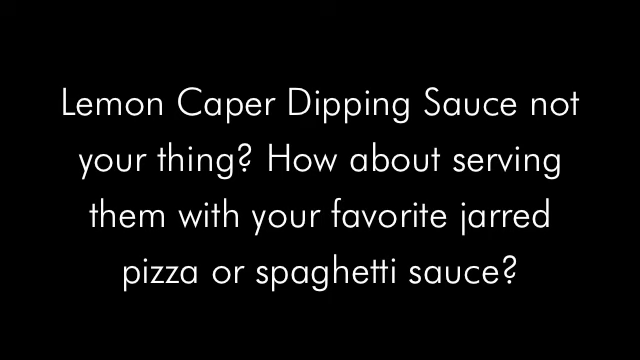 Lemon Caper Dipping Sauce not
your thing? How about serving
them with your favorite jarred
pizza or spaghetti sauce?